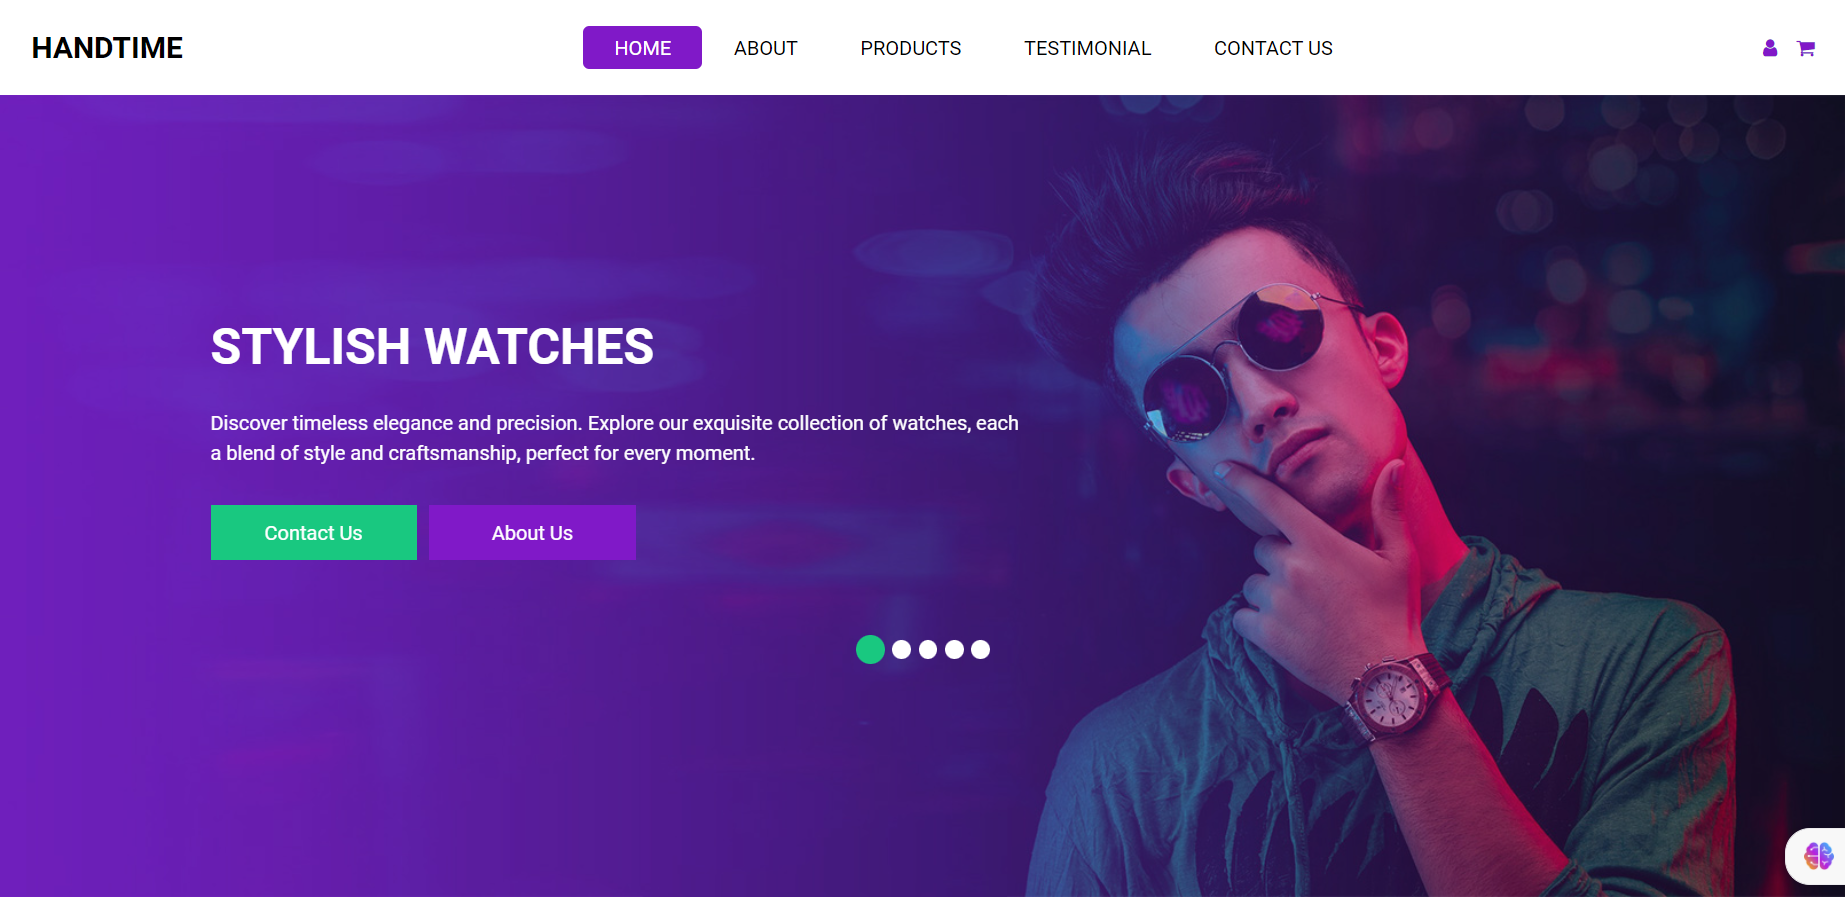 HANDTIME
HOME
ABOUT
PRODUCTS
TESTIMONIAL
CONTACT US
STYLISH WATCHES
Discover timeless elegance and precision. Explore our exquisite collection of watches, each
a blend of style and craftsmanship, perfect for every moment.
Contact Us
About Us